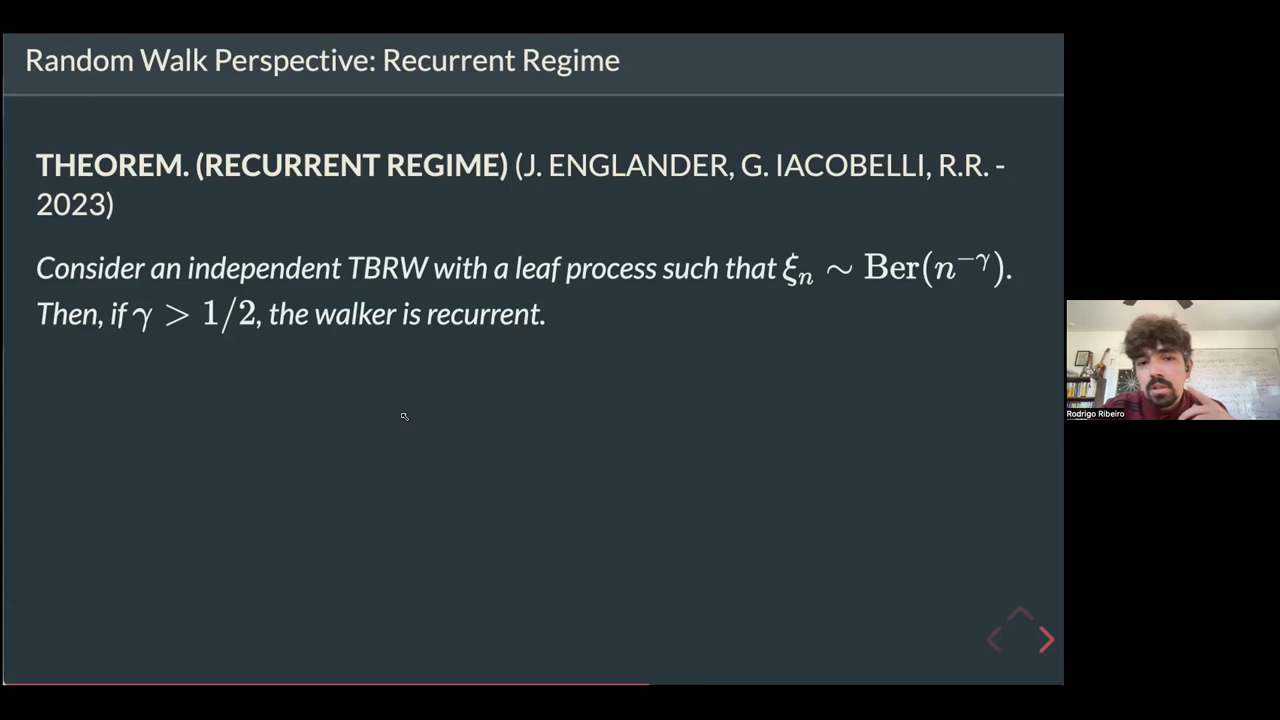 Random Walk Perspective: Recurrent Regime
THEOREM. (RECURRENT REGIME) (J. ENGLANDER, G. IACOBELLI, R.R. -
2023)
Consider an independent TBRW with a leaf process such that ξₙ ∼ Ber(n^{−γ}).
Then, if γ > 1/2, the walker is recurrent.
Rodrigo Ribeiro